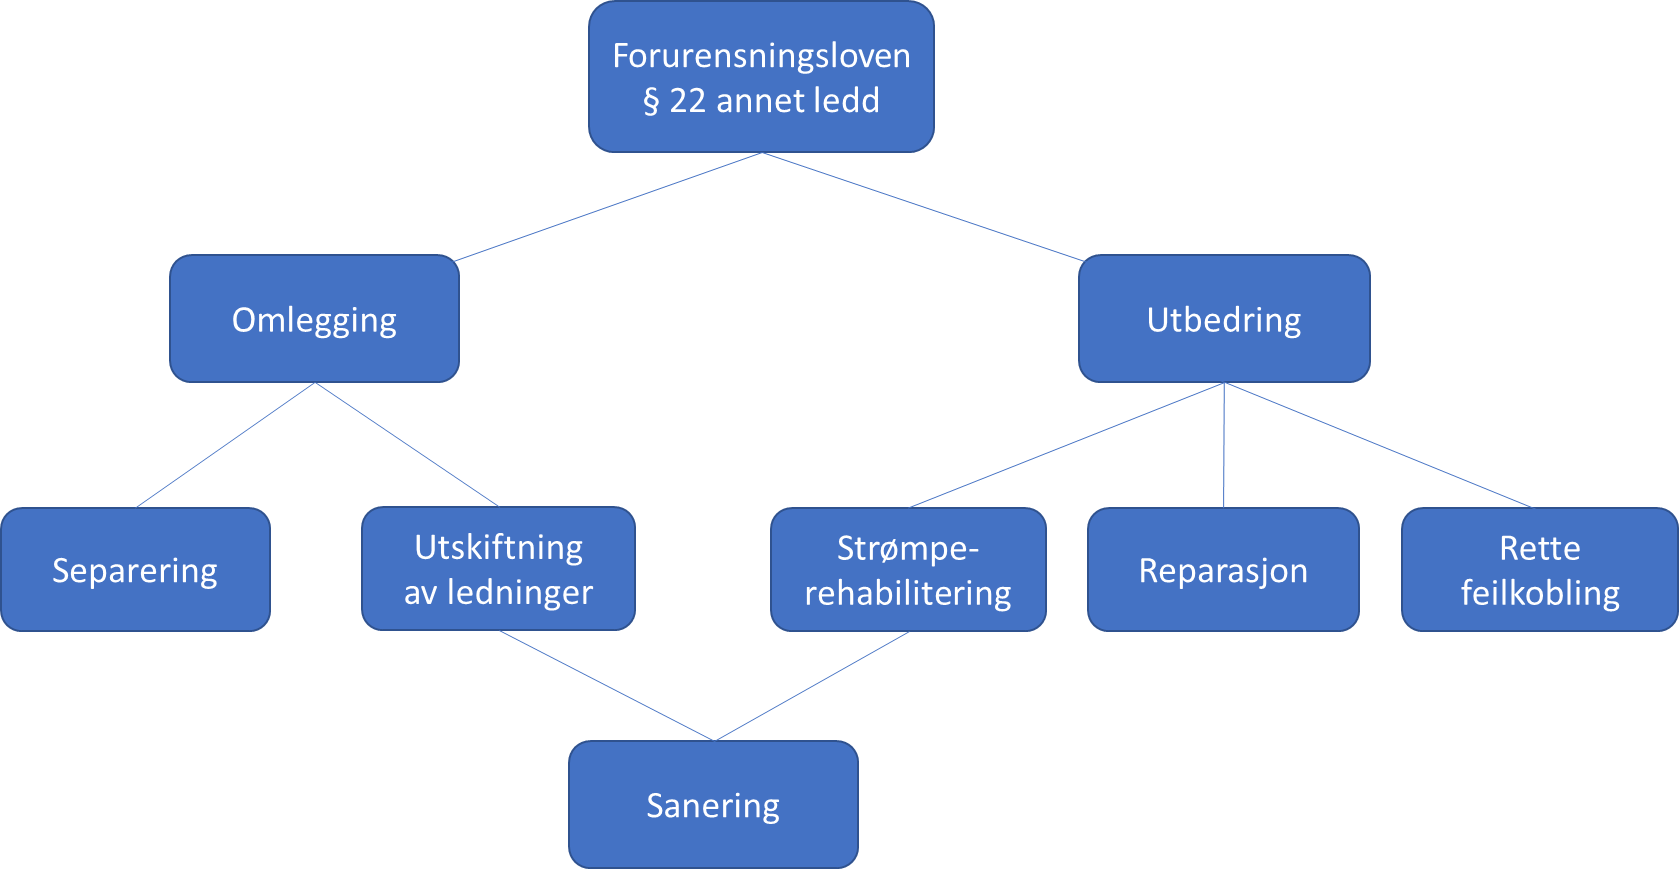 Forurensningsloven
§ 22 annet ledd
Omlegging
Utbedring
Separering
Utskiftning
av ledninger
Strømpe-
rehabilitering
Reparasjon
Rette
feilkobling
Sanering